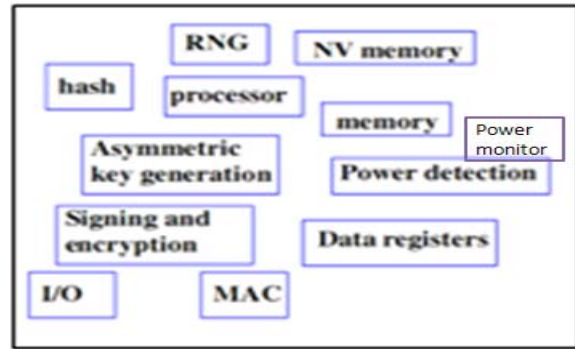 RNG
NV memory
hash
processor
memory
Power
monitor
Asymmetric
key generation
Power detection
Signing and
encryption
Data registers
I/O
MAC